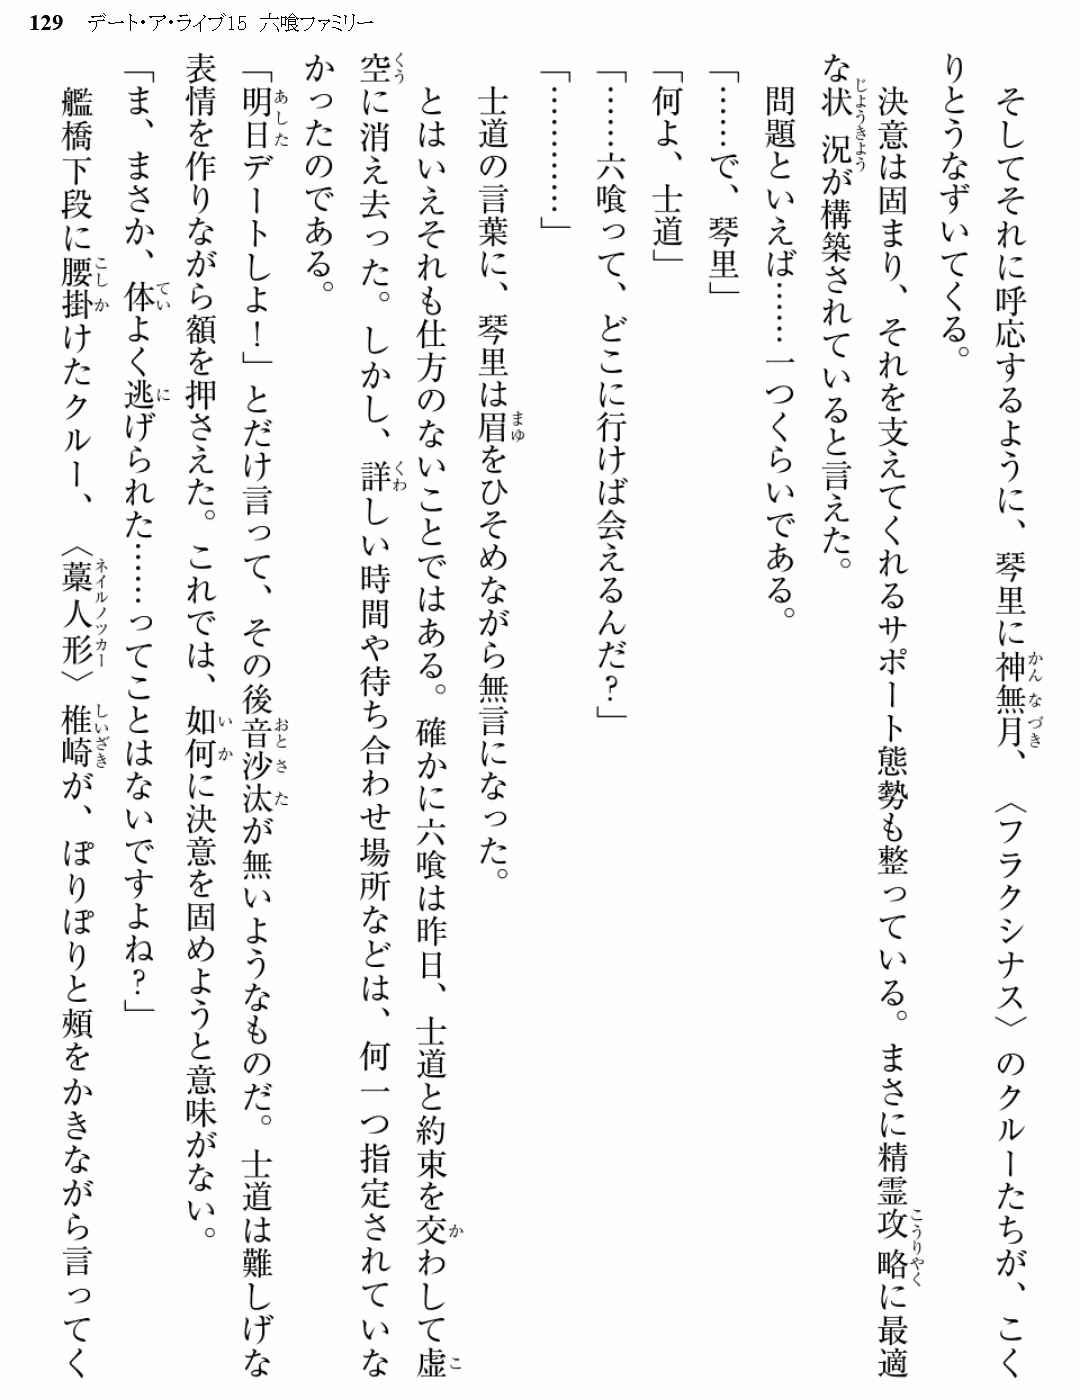 129 デート・ア・ライブ15 六喰ファミリー
そしてそれに呼応するように、琴里に神無月、〈フラクシナス〉のクルーたちが、こく
りとうなずいてくる。
決意は固まり、それを支えてくれるサポート態勢も整っている。まさに精霊攻略に最適
な状況が構築されていると言えた。
問題といえば……一つくらいである。
「……で、琴里」
「何よ、士道」
「……六喰って、どこに行けば会えるんだ？」
「…………」
士道の言葉に、琴里は眉をひそめながら無言になった。
とはいえそれも仕方のないことではある。確かに六喰は昨日、士道と約束を交わして虚
空に消え去った。しかし、詳しい時間や待ち合わせ場所などは、何一つ指定されていな
かったのである。
「明日デートしよ！」とだけ言って、その後音沙汰が無いようなものだ。士道は難しげな
表情を作りながら額を押さえた。これでは、如何に決意を固めようと意味がない。
「ま、まさか、体よく逃げられた……ってことはないですよね？」
艦橋下段に腰掛けたクルー、〈藁人形〉椎崎が、ぽりぽりと頰をかきながら言ってく